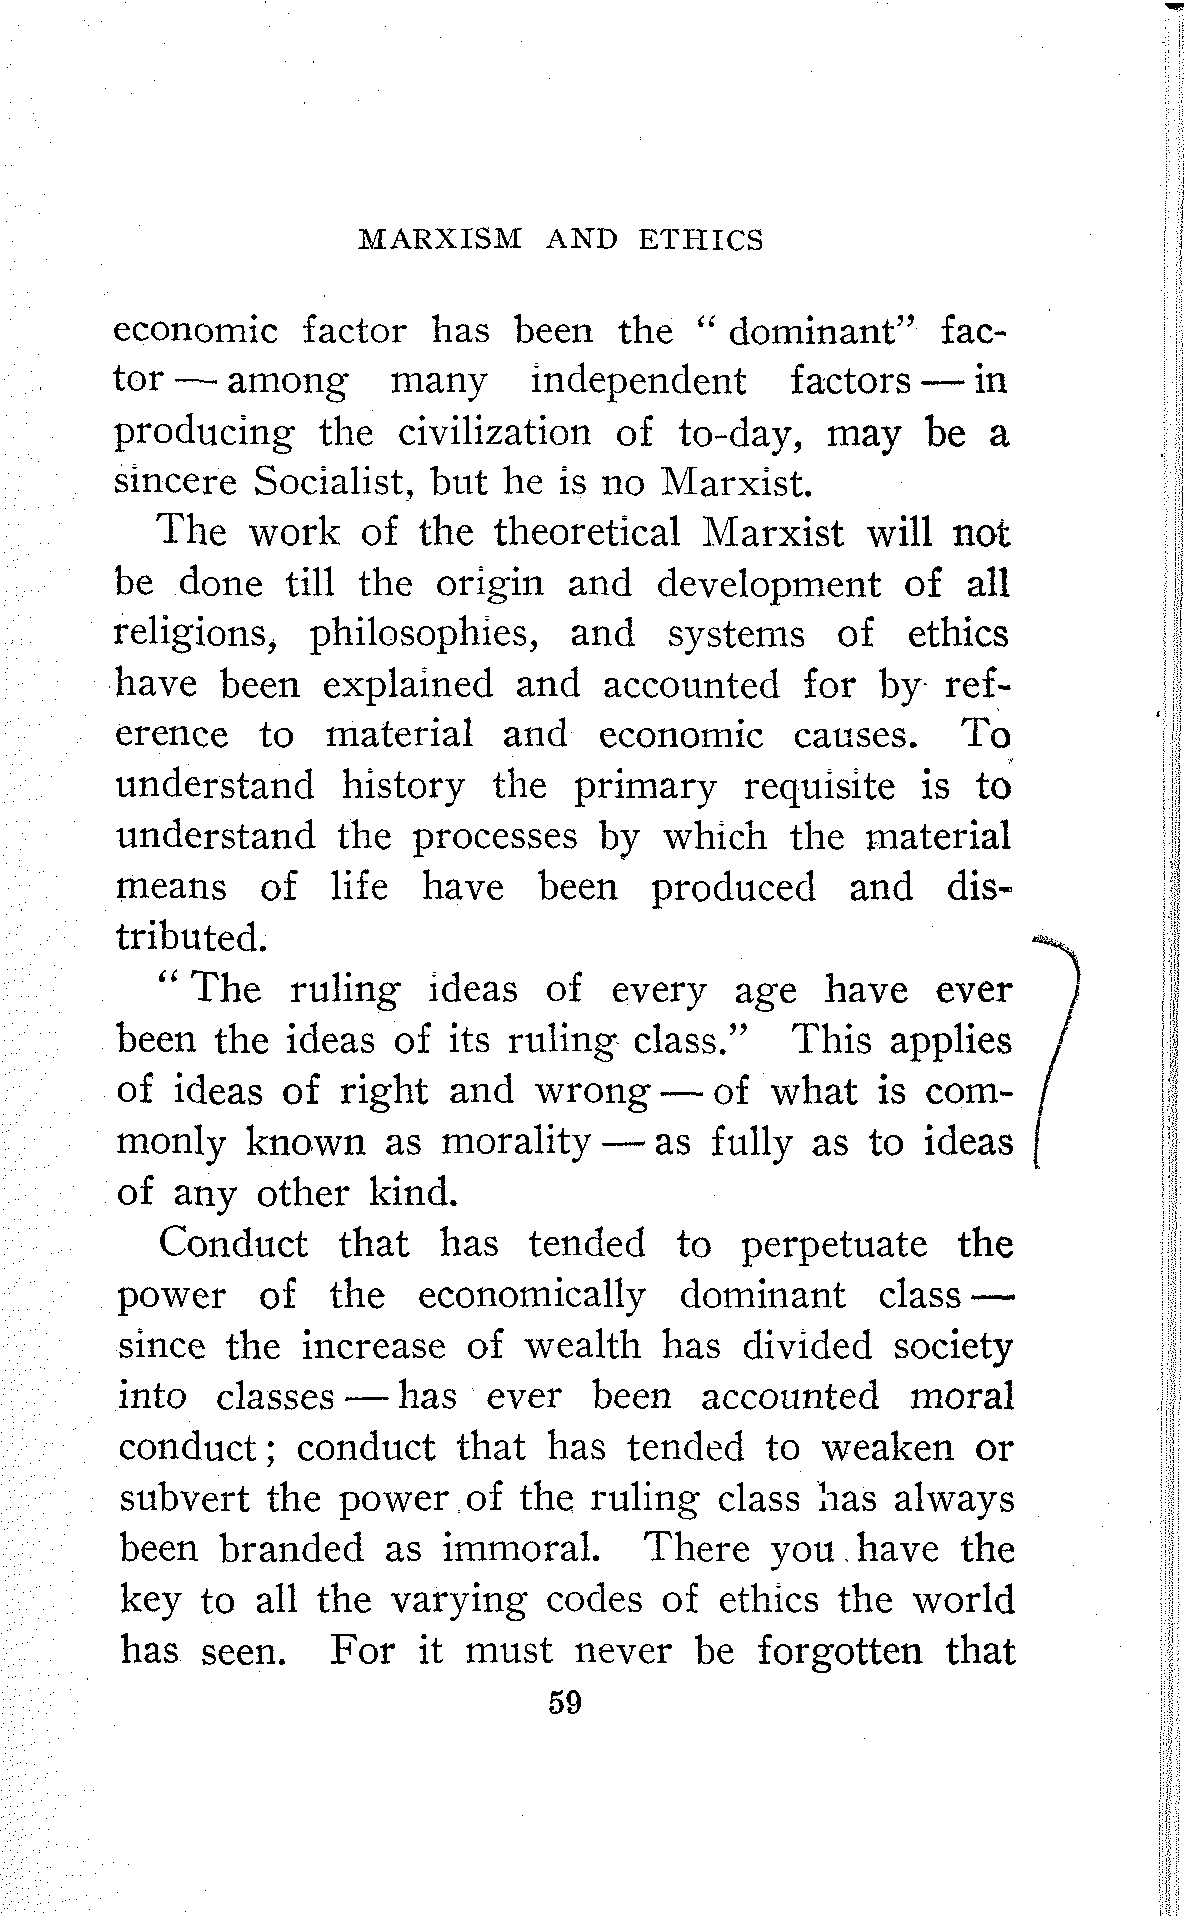 MARXISM AND ETHICS
economic factor has been the “ dominant” fac-
tor — among many independent factors — in
producing the civilization of to-day, may be a
sincere Socialist, but he is no Marxist.
The work of the theoretical Marxist will not
be done till the origin and development of all
religions, philosophies, and systems of ethics
have been explained and accounted for by ref-
erence to material and economic causes. To
understand history the primary requisite is to
understand the processes by which the material
means of life have been produced and dis-
tributed.
“ The ruling ideas of every age have ever
been the ideas of its ruling class.” This applies
of ideas of right and wrong — of what is com-
monly known as morality — as fully as to ideas
of any other kind.
Conduct that has tended to perpetuate the
power of the economically dominant class —
since the increase of wealth has divided society
into classes — has ever been accounted moral
conduct ; conduct that has tended to weaken or
subvert the power of the ruling class has always
been branded as immoral. There you have the
key to all the varying codes of ethics the world
has seen. For it must never be forgotten that
59